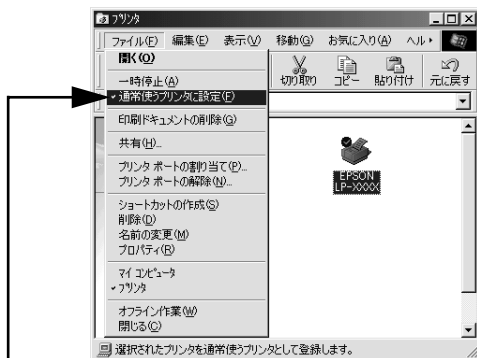 プリンタ
ファイル(F) 編集(E) 表示(V) 移動(G) お気に入り(A) ヘル
切り取り コピー 貼り付け 元に戻す
開く(O)
一時停止(A)
通常使うプリンタに設定(F)
印刷ドキュメントの削除(G)
共有(H)...
プリンタ ポートの割り当て(P)...
プリンタ ポートの解除(N)...
ショートカットの作成(S)
削除(D)
名前の変更(M)
プロパティ(R)
マイ コンピュータ
プリンタ
オフライン作業(W)
閉じる(C)
EPSON
LP-XXXX
選択されたプリンタを通常使うプリンタとして登録します。